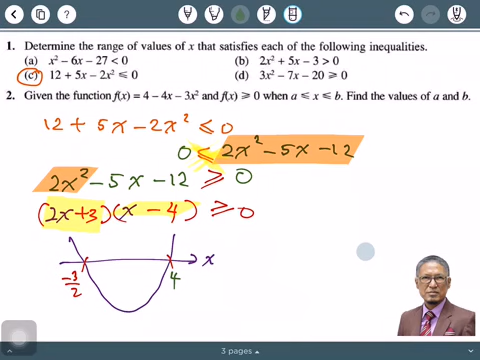 1. Determine the range of values of x that satisfies each of the following inequalities.
(a) x² − 6x − 27 < 0 (b) 2x² + 5x − 3 > 0
(c) 12 + 5x − 2x² ≤ 0 (d) 3x² − 7x − 20 ≥ 0
2. Given the function f(x) = 4 − 4x − 3x² and f(x) ≥ 0 when a ≤ x ≤ b. Find the values of a and b.
12 + 5x − 2x² ≤ 0
0 ≤ 2x² − 5x − 12
2x² − 5x − 12 ≥ 0
(2x+3)(x − 4) ≥ 0
x
−3/2 4
3 pages